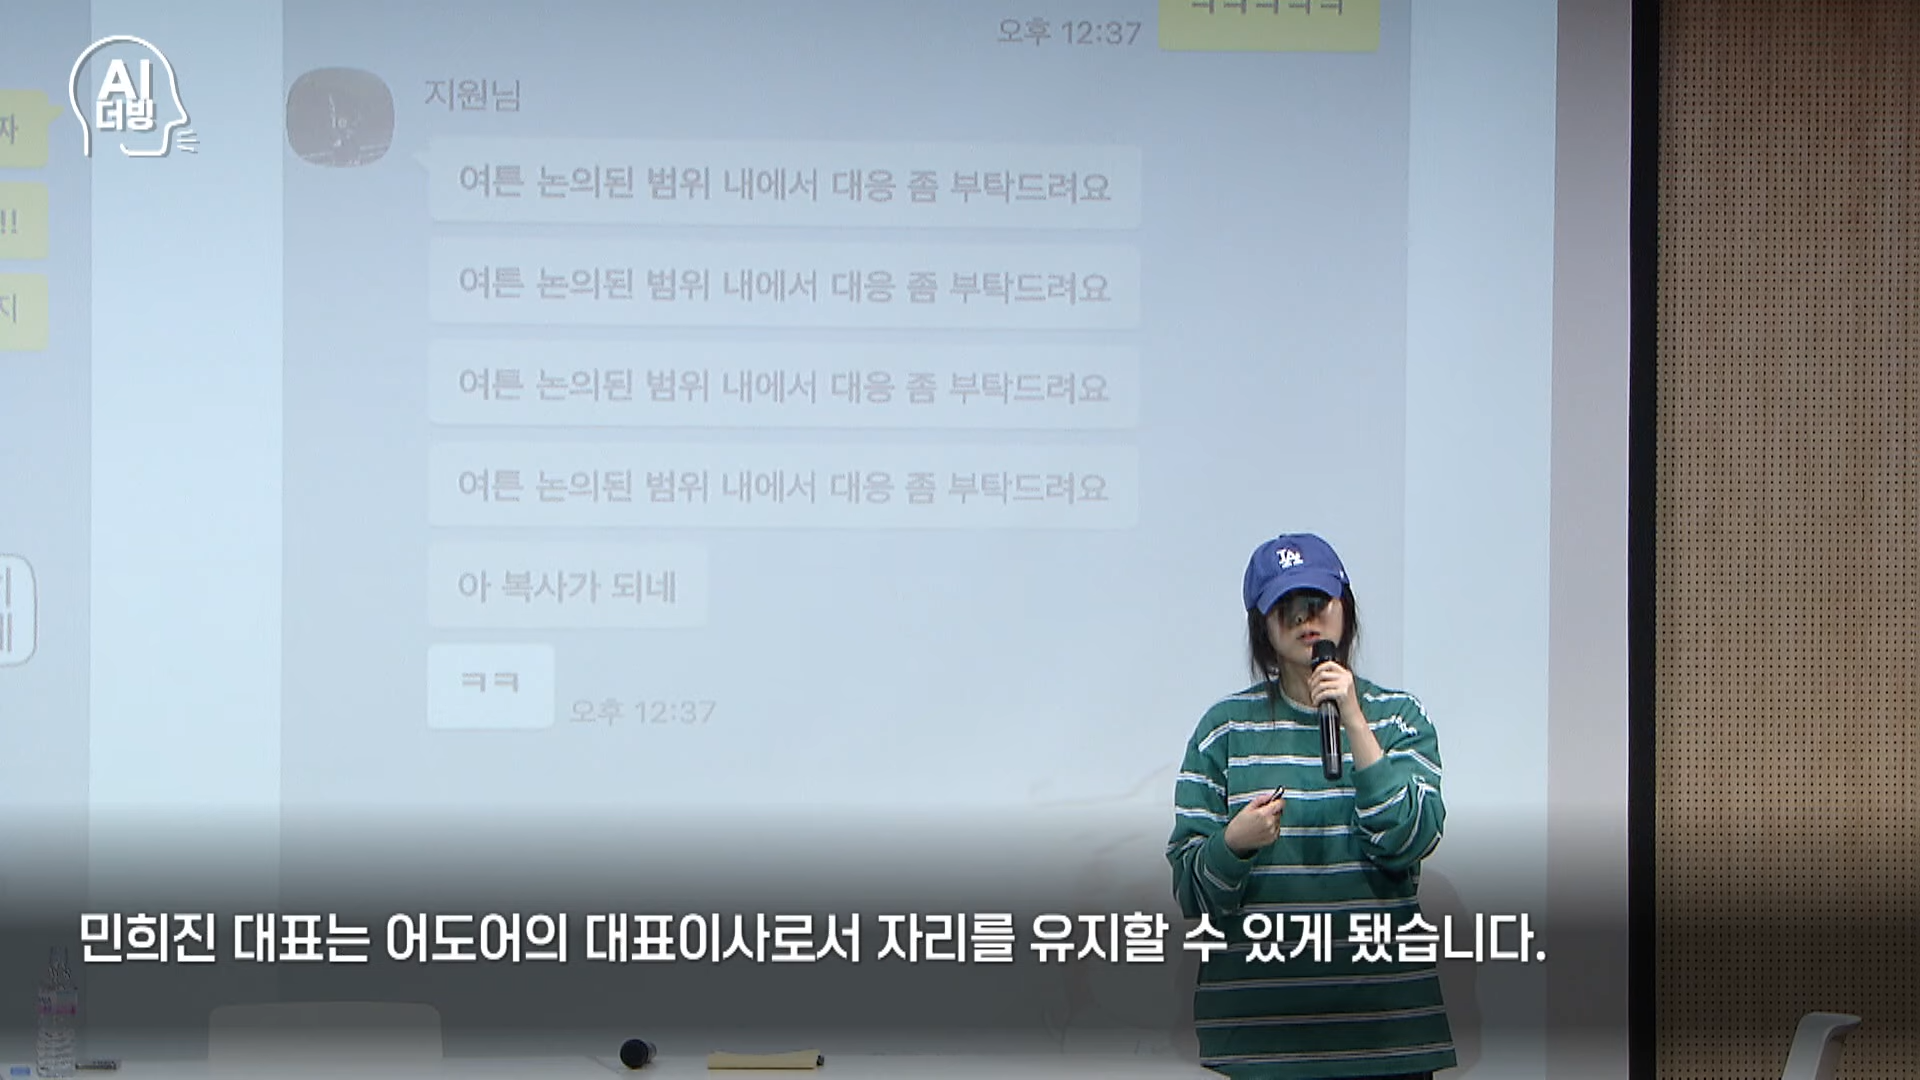 오후 12:37
AI
더빙
지원님
여튼 논의된 범위 내에서 대응 좀 부탁드려요
여튼 논의된 범위 내에서 대응 좀 부탁드려요
여튼 논의된 범위 내에서 대응 좀 부탁드려요
여튼 논의된 범위 내에서 대응 좀 부탁드려요
아 복사가 되네
ㅋㅋ
오후 12:37
!!
지
민희진 대표는 어도어의 대표이사로서 자리를 유지할 수 있게 됐습니다.